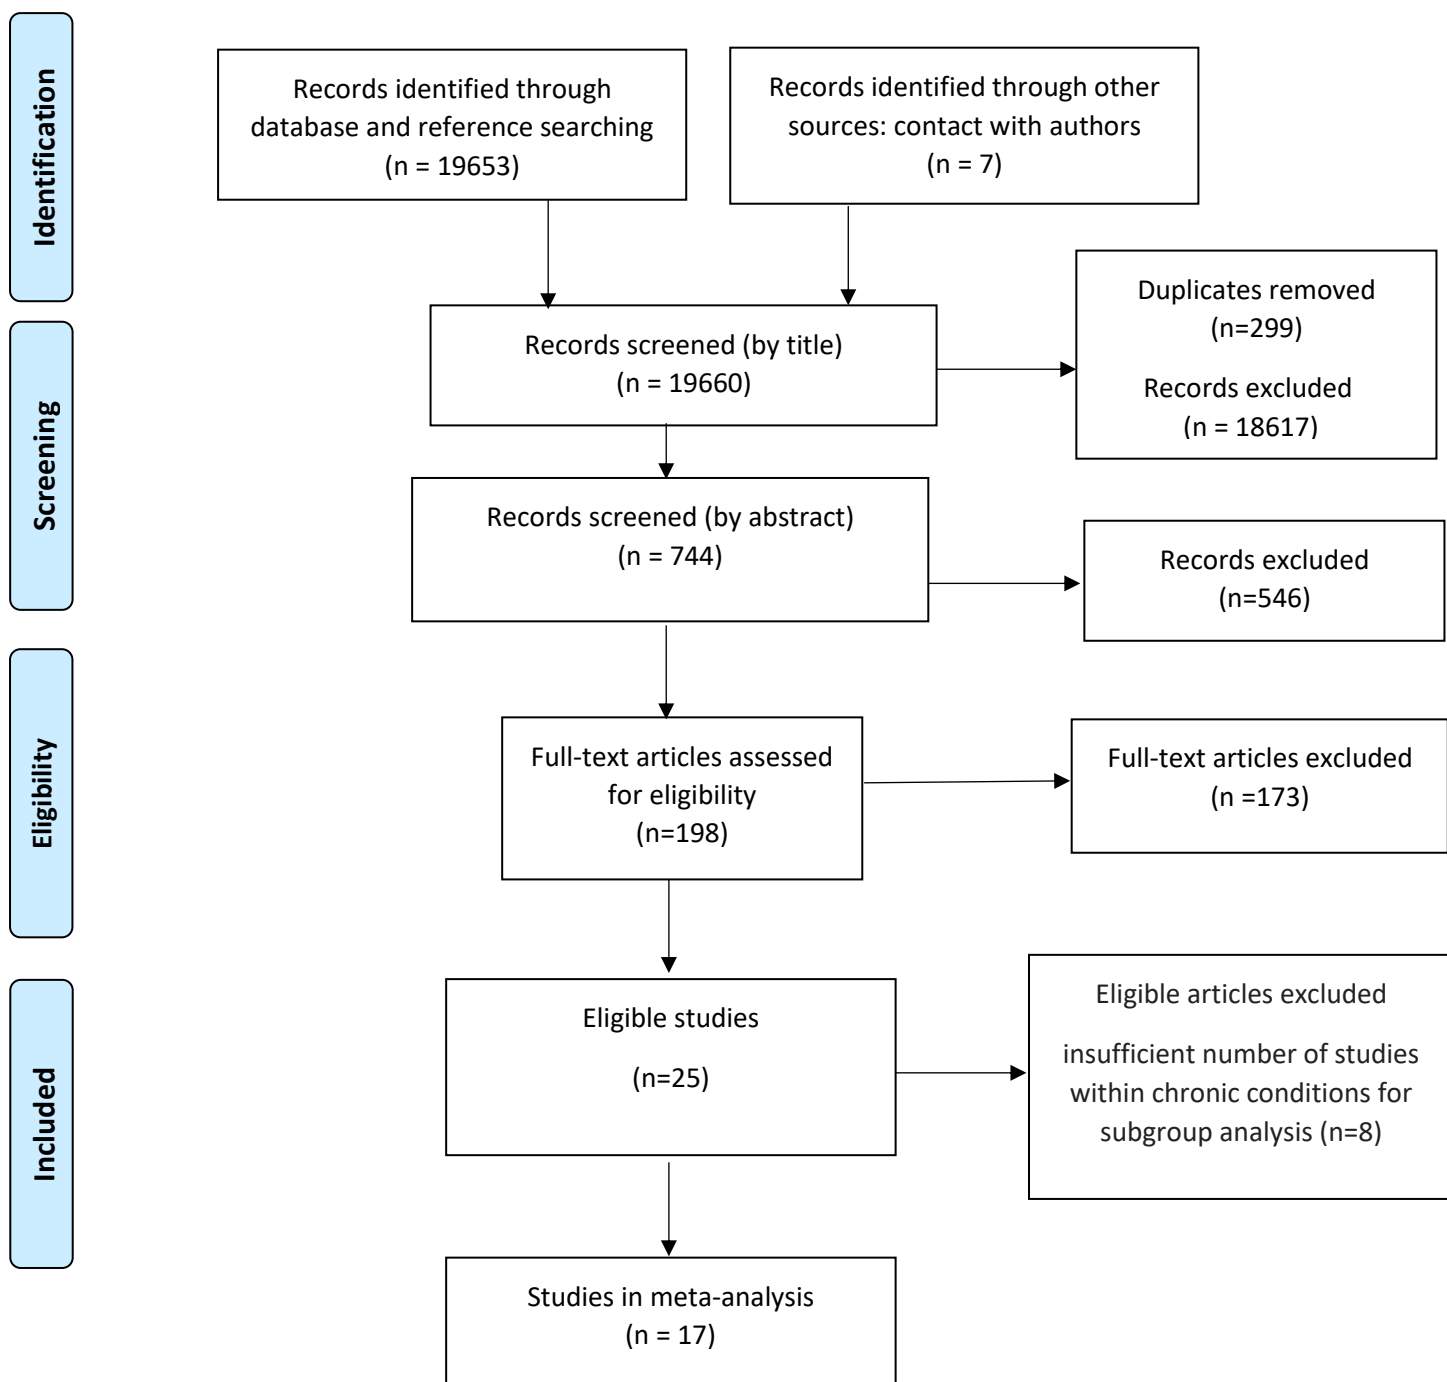 Identification
Records identified through
database and reference searching
(n = 19653)
Records identified through other
sources: contact with authors
(n = 7)
Duplicates removed
(n=299)
Records excluded
(n = 18617)
Screening
Records screened (by title)
(n = 19660)
Records screened (by abstract)
(n = 744)
Records excluded
(n=546)
Eligibility
Full-text articles assessed
for eligibility
(n=198)
Full-text articles excluded
(n =173)
Included
Eligible studies
(n=25)
Eligible articles excluded
insufficient number of studies
within chronic conditions for
subgroup analysis (n=8)
Studies in meta-analysis
(n = 17)